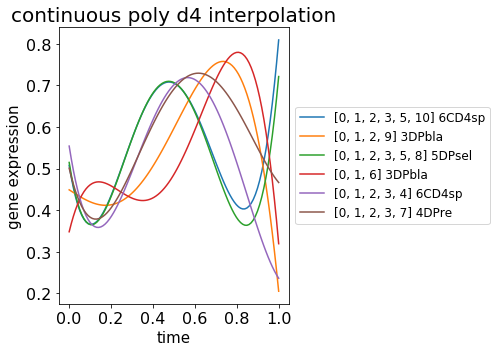 continuous poly d4 interpolation
gene expression
0.8
0.7
0.6
0.5
0.4
0.3
0.2
0.0 0.2 0.4 0.6 0.8 1.0
time
[0, 1, 2, 3, 5, 10] 6CD4sp
[0, 1, 2, 9] 3DPbla
[0, 1, 2, 3, 5, 8] 5DPsel
[0, 1, 6] 3DPbla
[0, 1, 2, 3, 4] 6CD4sp
[0, 1, 2, 3, 7] 4DPre